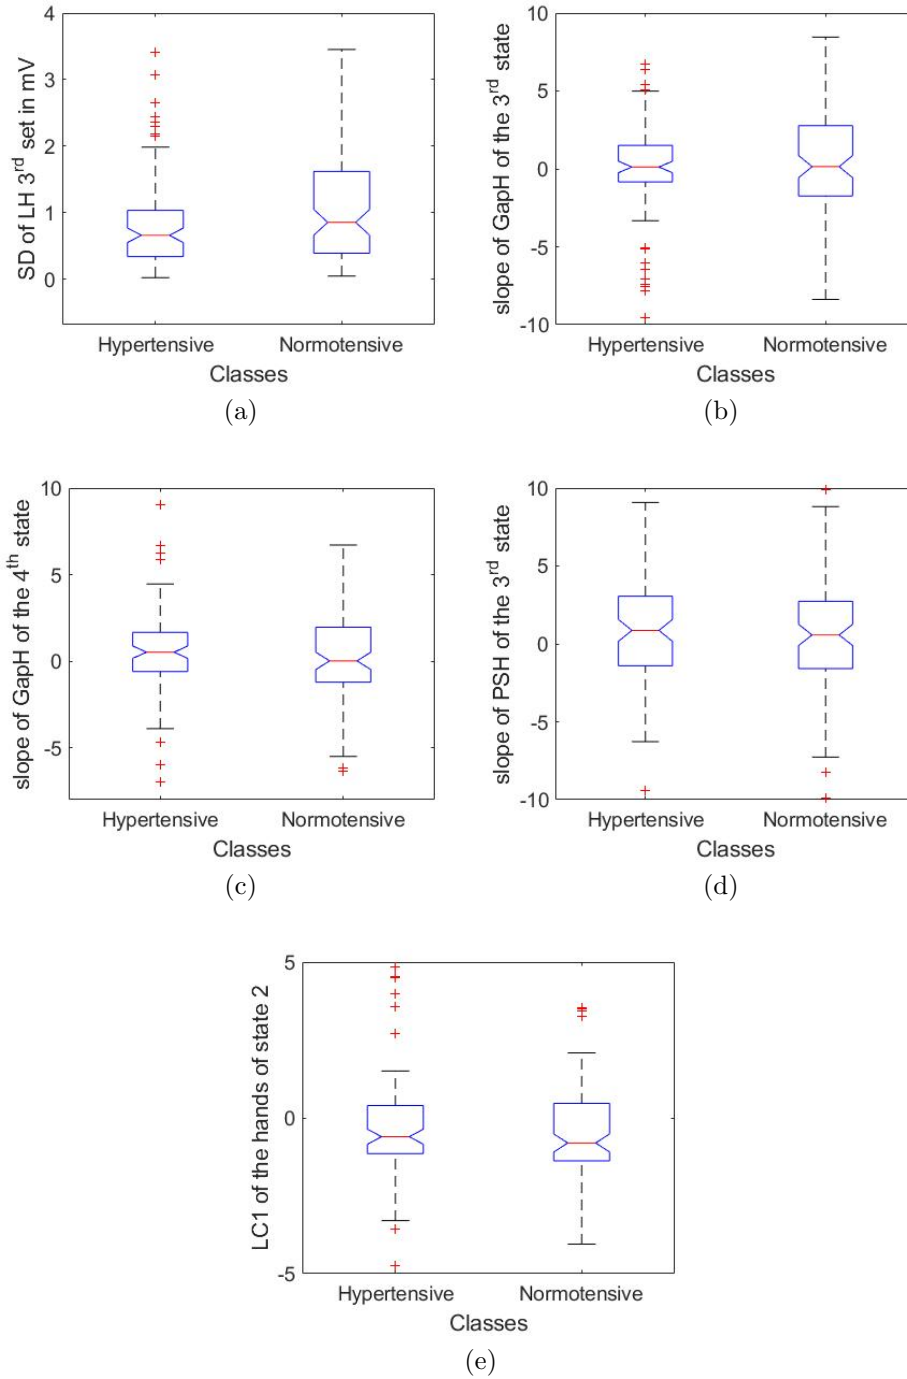 SD of LH 3rd set in mV
4
3
2
1
0
Hypertensive Normotensive
Classes
(a)
slope of GapH of the 3rd state
10
5
0
-5
-10
Hypertensive Normotensive
Classes
(b)
slope of GapH of the 4th state
10
5
0
-5
Hypertensive Normotensive
Classes
(c)
slope of PSH of the 3rd state
10
5
0
-5
-10
Hypertensive Normotensive
Classes
(d)
LC1 of the hands of state 2
5
0
-5
Hypertensive Normotensive
Classes
(e)